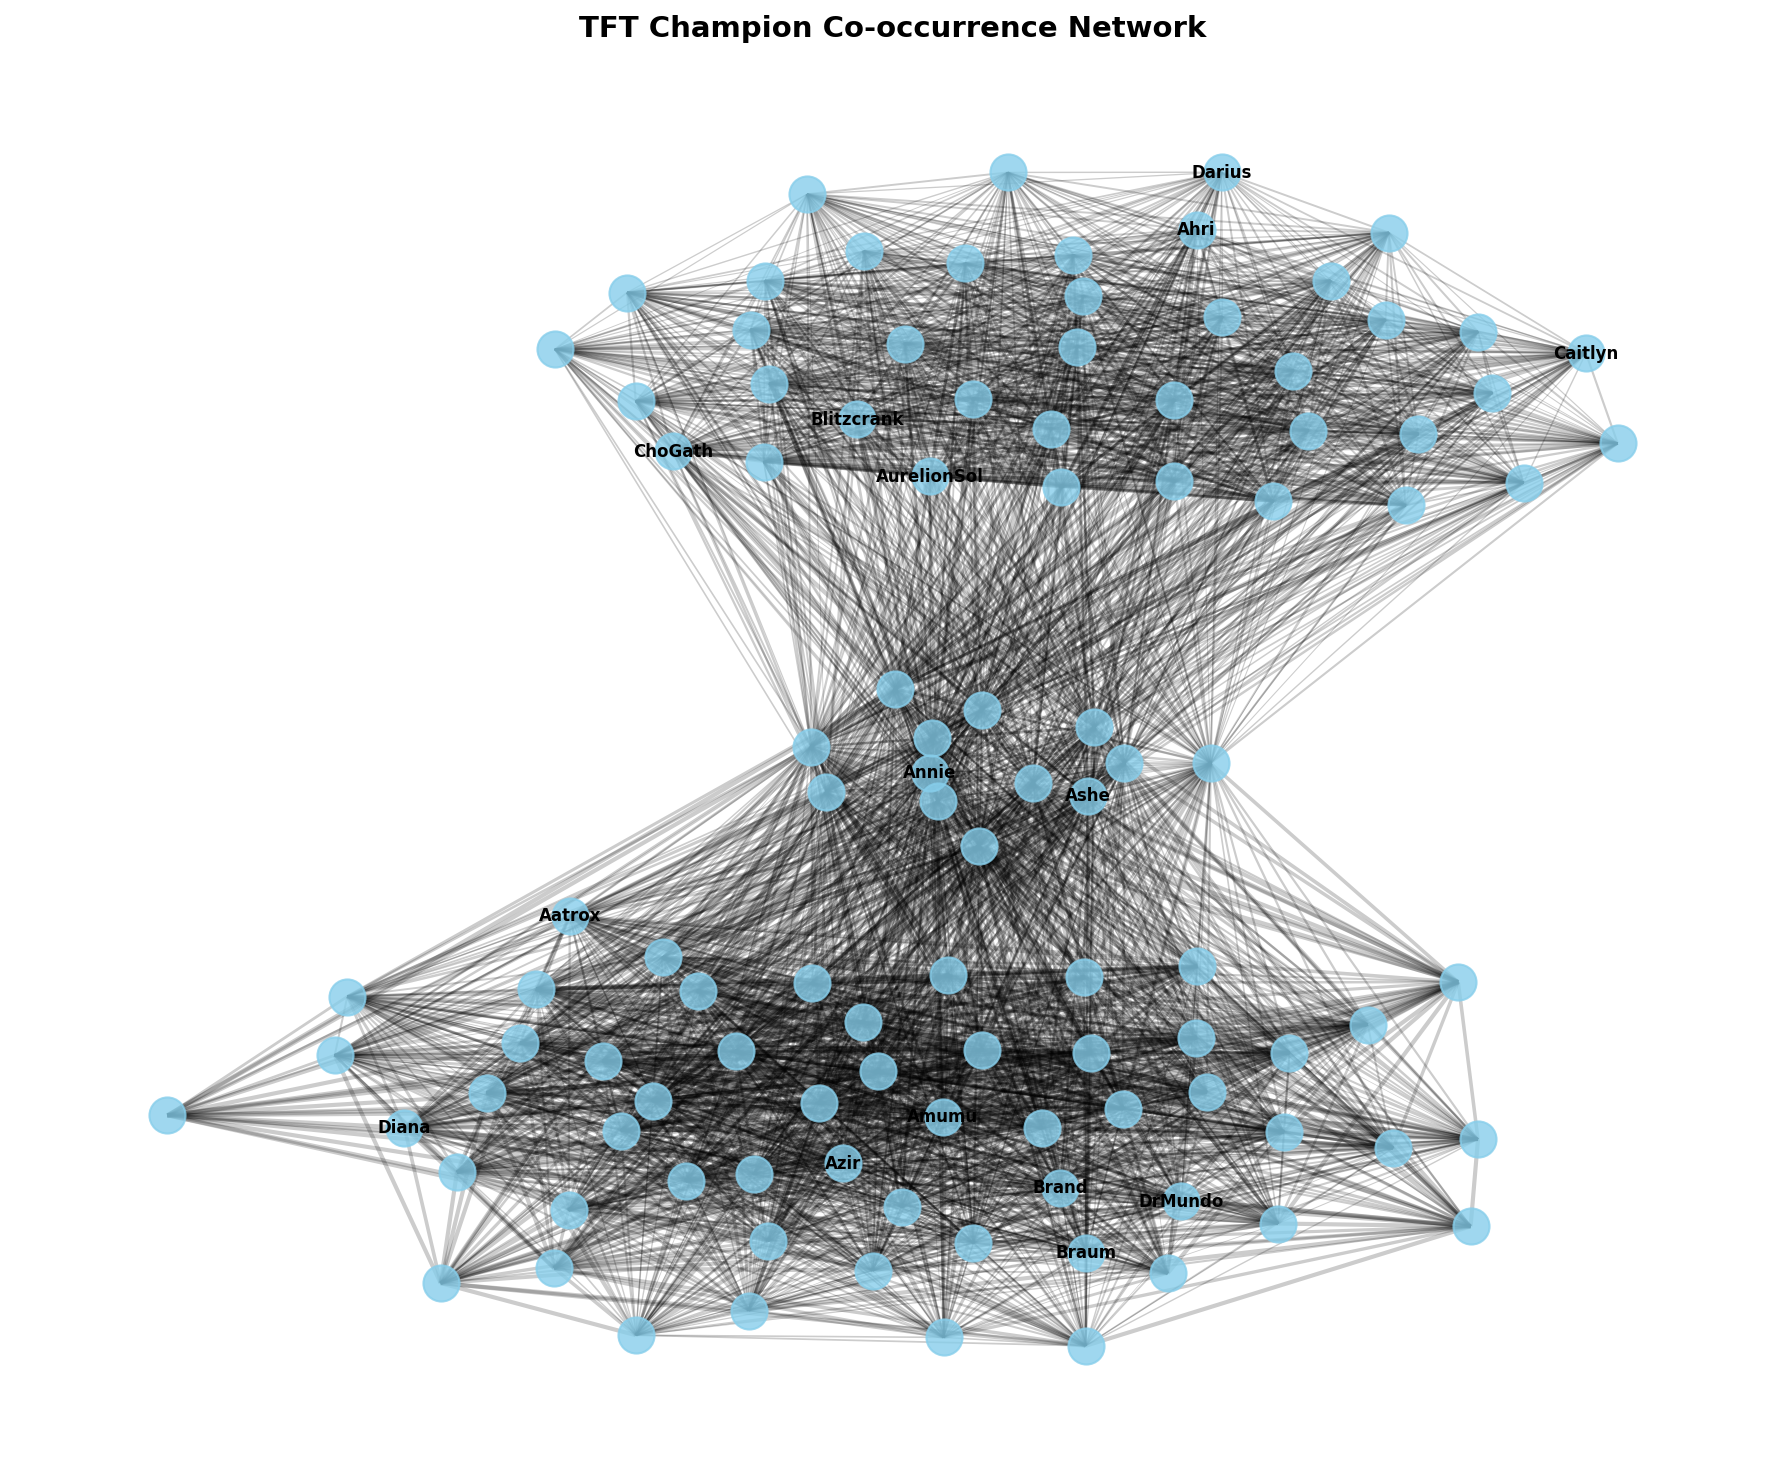 TFT Champion Co-occurrence Network
Darius
Ahri
Caitlyn
Blitzcrank
ChoGath
AurelionSol
Annie
Ashe
Aatrox
Amumu
Diana
Azir
Brand
DrMundo
Braum